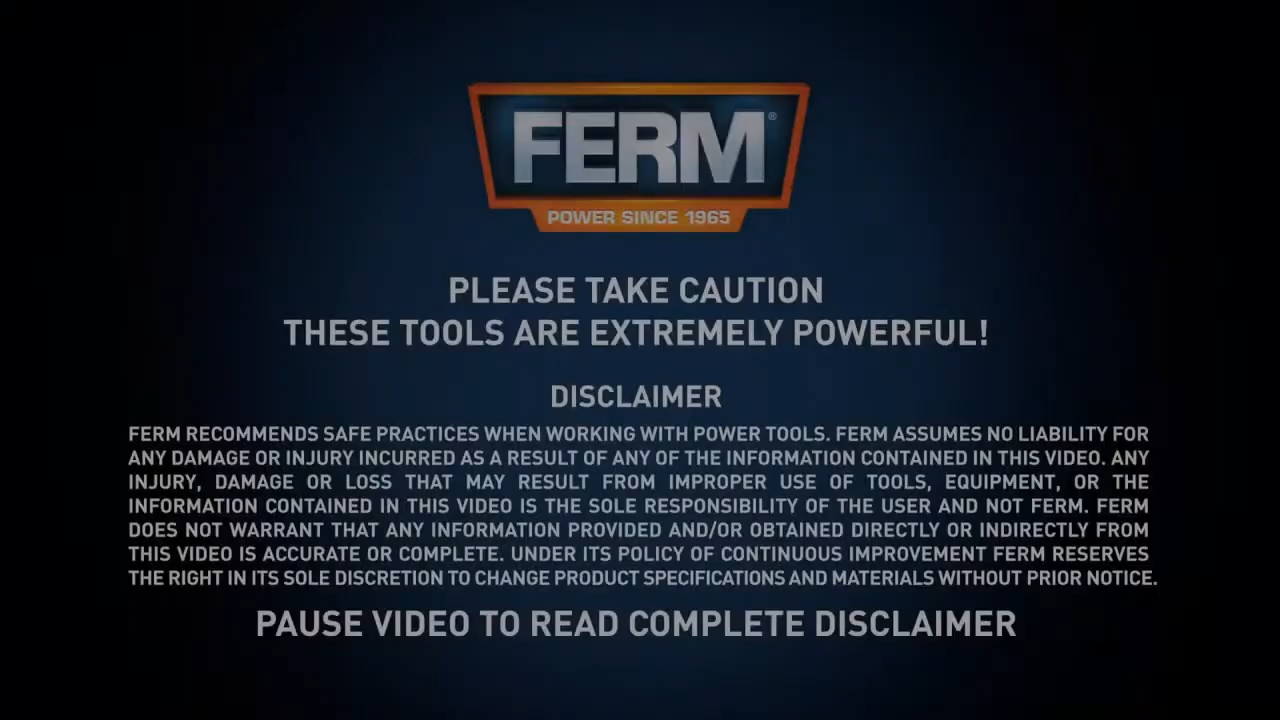 FERM®
POWER SINCE 1965
PLEASE TAKE CAUTION
THESE TOOLS ARE EXTREMELY POWERFUL!
DISCLAIMER
FERM RECOMMENDS SAFE PRACTICES WHEN WORKING WITH POWER TOOLS. FERM ASSUMES NO LIABILITY FOR
ANY DAMAGE OR INJURY INCURRED AS A RESULT OF ANY OF THE INFORMATION CONTAINED IN THIS VIDEO. ANY
INJURY, DAMAGE OR LOSS THAT MAY RESULT FROM IMPROPER USE OF TOOLS, EQUIPMENT, OR THE
INFORMATION CONTAINED IN THIS VIDEO IS THE SOLE RESPONSIBILITY OF THE USER AND NOT FERM. FERM
DOES NOT WARRANT THAT ANY INFORMATION PROVIDED AND/OR OBTAINED DIRECTLY OR INDIRECTLY FROM
THIS VIDEO IS ACCURATE OR COMPLETE. UNDER ITS POLICY OF CONTINUOUS IMPROVEMENT FERM RESERVES
THE RIGHT IN ITS SOLE DISCRETION TO CHANGE PRODUCT SPECIFICATIONS AND MATERIALS WITHOUT PRIOR NOTICE.
PAUSE VIDEO TO READ COMPLETE DISCLAIMER